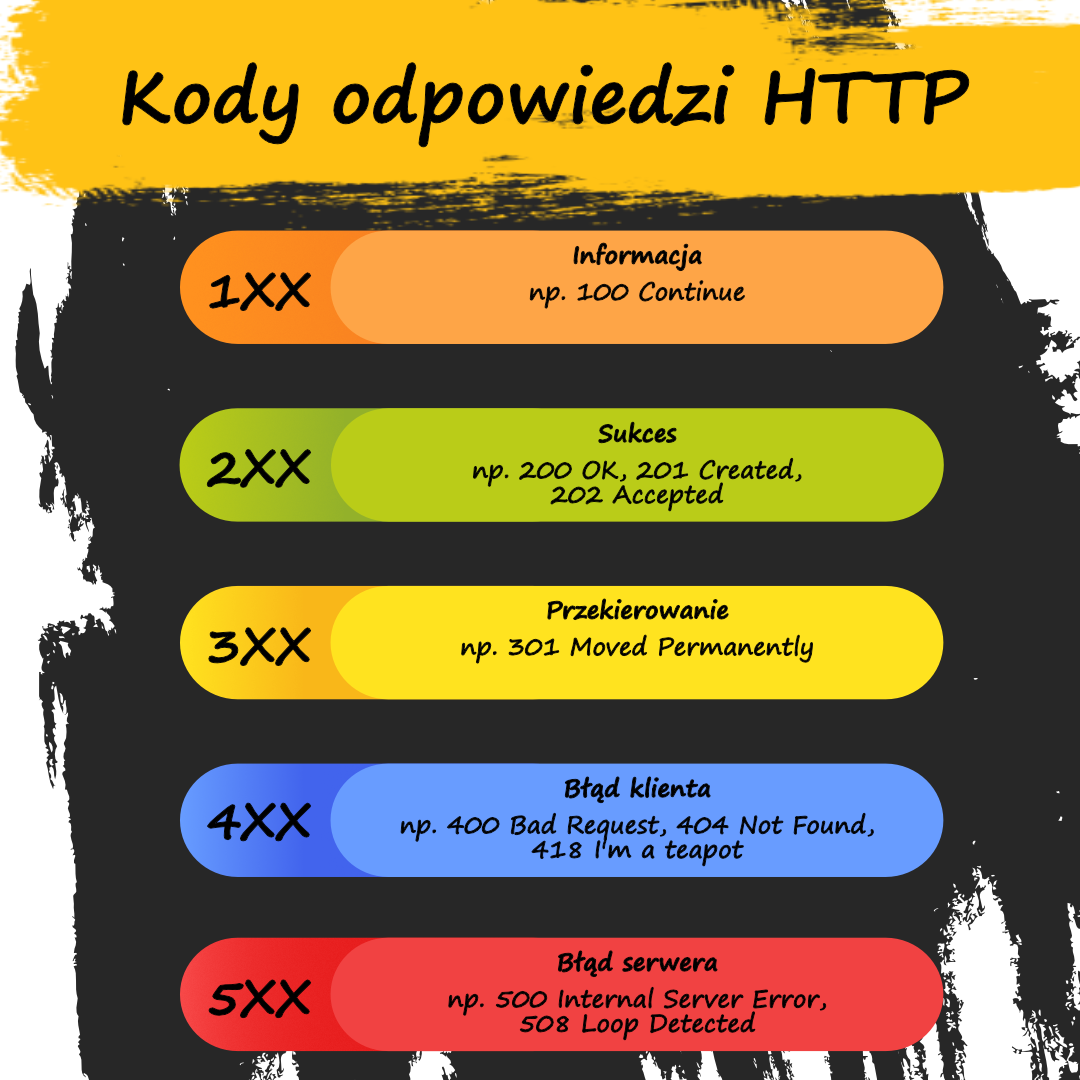 Kody odpowiedzi HTTP
1XX
Informacja
np. 100 Continue
2XX
Sukces
np. 200 OK, 201 Created,
202 Accepted
3XX
Przekierowanie
np. 301 Moved Permanently
4XX
Błąd klienta
np. 400 Bad Request, 404 Not Found,
418 I'm a teapot
5XX
Błąd serwera
np. 500 Internal Server Error,
508 Loop Detected